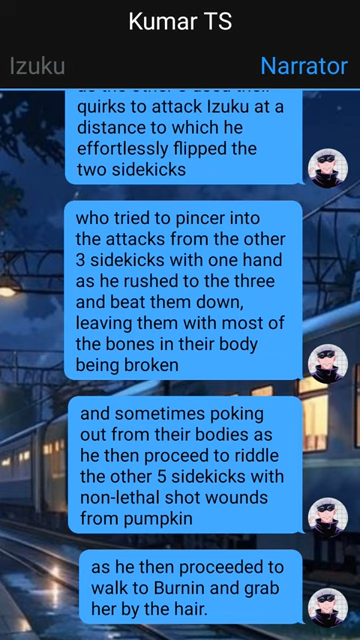 Kumar TS
Izuku
Narrator
quirks to attack Izuku at a
distance to which he
effortlessly flipped the
two sidekicks
who tried to pincer into
the attacks from the other
3 sidekicks with one hand
as he rushed to the three
and beat them down,
leaving them with most of
the bones in their body
being broken
and sometimes poking
out from their bodies as
he then proceed to riddle
the other 5 sidekicks with
non-lethal shot wounds
from pumpkin
as he then proceeded to
walk to Burnin and grab
her by the hair.